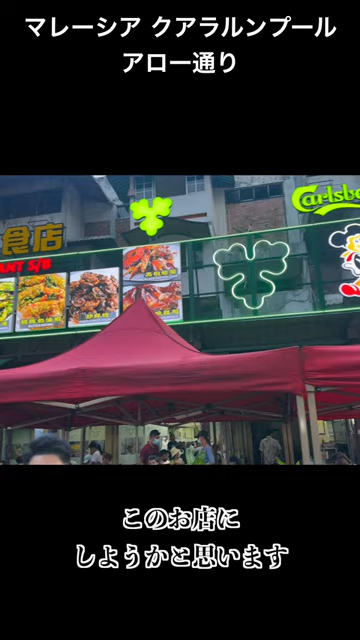 マレーシア クアラルンプール
アロー通り
Carlsbe
食店
ANT S/B
このお店に
しようかと思います